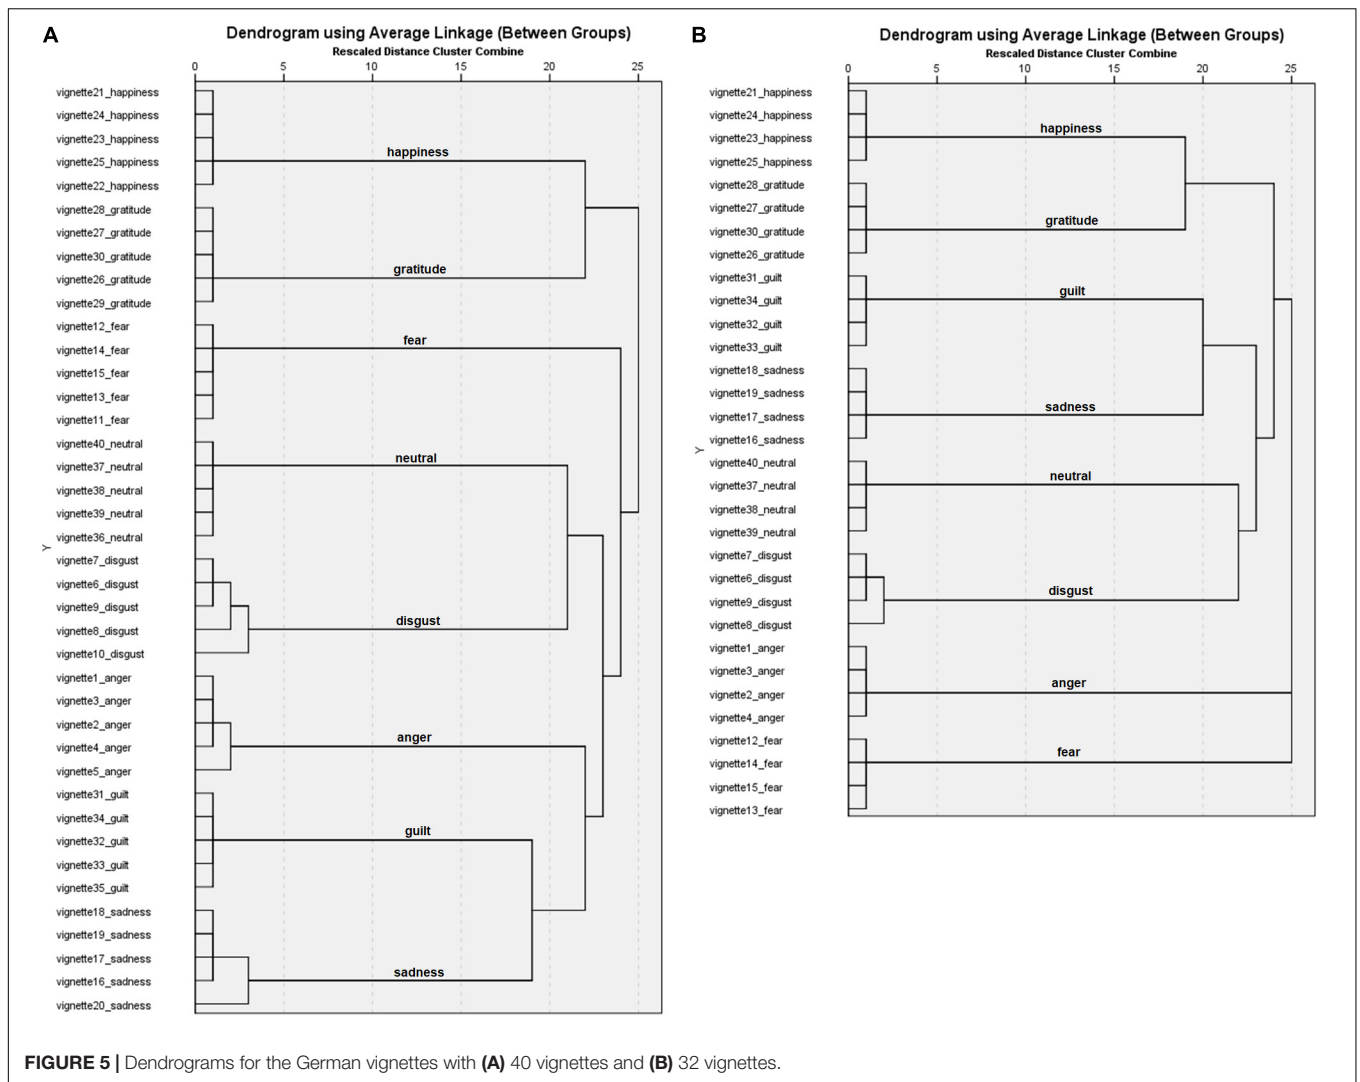 A
Dendrogram using Average Linkage (Between Groups)
Rescaled Distance Cluster Combine
0 5 10 15 20 25
vignette21_happiness
vignette24_happiness
vignette23_happiness
vignette25_happiness
vignette22_happiness
vignette28_gratitude
vignette27_gratitude
vignette30_gratitude
vignette26_gratitude
vignette29_gratitude
vignette12_fear
vignette14_fear
vignette15_fear
vignette13_fear
vignette11_fear
vignette40_neutral
vignette37_neutral
vignette38_neutral
vignette39_neutral
vignette36_neutral
vignette7_disgust
vignette6_disgust
vignette9_disgust
vignette8_disgust
vignette10_disgust
vignette1_anger
vignette3_anger
vignette2_anger
vignette4_anger
vignette5_anger
vignette31_guilt
vignette34_guilt
vignette32_guilt
vignette33_guilt
vignette35_guilt
vignette18_sadness
vignette19_sadness
vignette17_sadness
vignette16_sadness
vignette20_sadness
Y
happiness
gratitude
fear
neutral
disgust
anger
guilt
sadness
B
Dendrogram using Average Linkage (Between Groups)
Rescaled Distance Cluster Combine
0 5 10 15 20 25
vignette21_happiness
vignette24_happiness
vignette23_happiness
vignette25_happiness
vignette28_gratitude
vignette27_gratitude
vignette30_gratitude
vignette26_gratitude
vignette31_guilt
vignette34_guilt
vignette32_guilt
vignette33_guilt
vignette18_sadness
vignette19_sadness
vignette17_sadness
vignette16_sadness
vignette40_neutral
vignette37_neutral
vignette38_neutral
vignette39_neutral
vignette7_disgust
vignette6_disgust
vignette9_disgust
vignette8_disgust
vignette1_anger
vignette3_anger
vignette2_anger
vignette4_anger
vignette12_fear
vignette14_fear
vignette15_fear
vignette13_fear
Y
happiness
gratitude
guilt
sadness
neutral
disgust
anger
fear
FIGURE 5 | Dendrograms for the German vignettes with (A) 40 vignettes and (B) 32 vignettes.